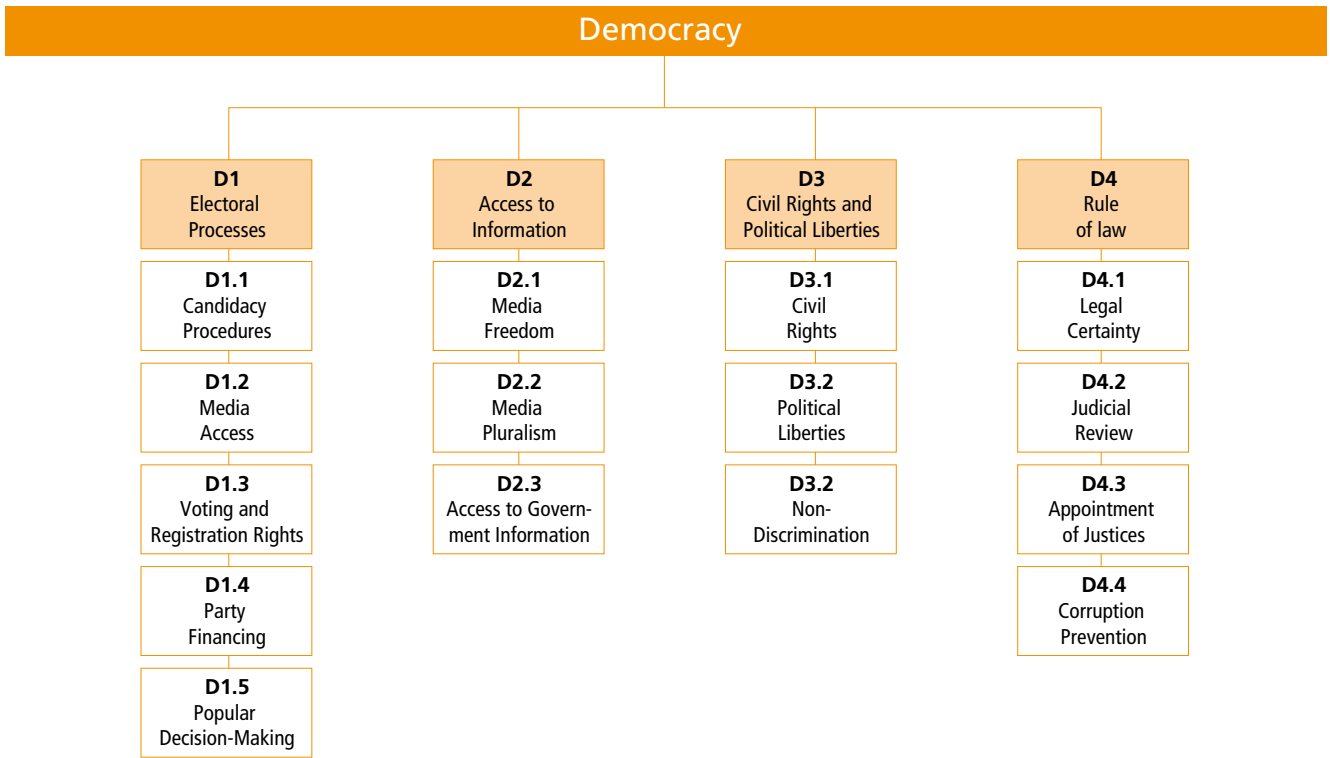 Democracy
D1
Electoral
Processes
D1.1
Candidacy
Procedures
D1.2
Media
Access
D1.3
Voting and
Registration Rights
D1.4
Party
Financing
D1.5
Popular
Decision-Making
D2
Access to
Information
D2.1
Media
Freedom
D2.2
Media
Pluralism
D2.3
Access to Govern-
ment Information
D3
Civil Rights and
Political Liberties
D3.1
Civil
Rights
D3.2
Political
Liberties
D3.2
Non-
Discrimination
D4
Rule
of law
D4.1
Legal
Certainty
D4.2
Judicial
Review
D4.3
Appointment
of Justices
D4.4
Corruption
Prevention